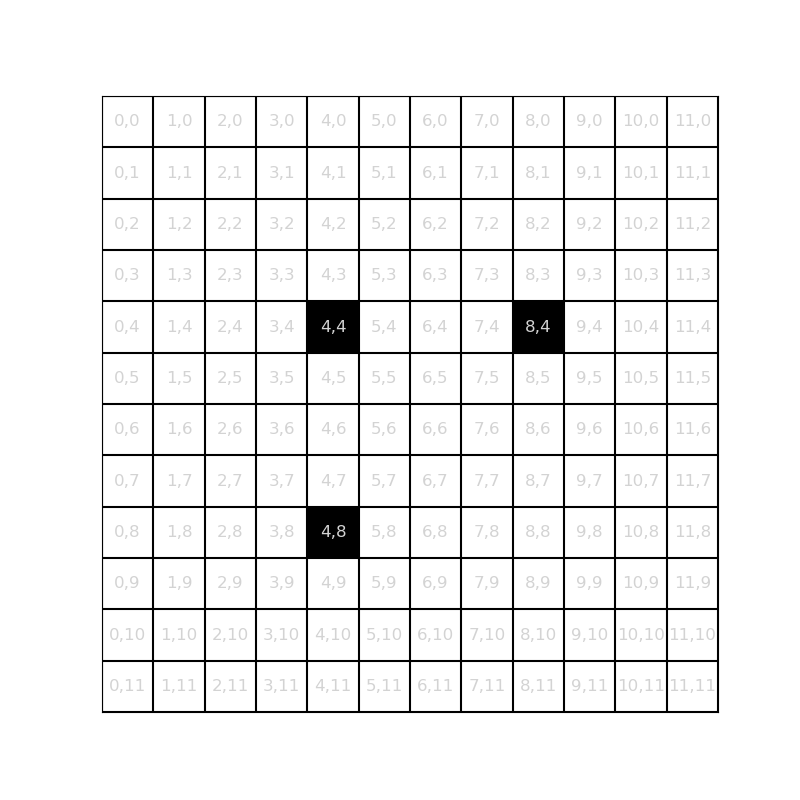 0,0 1,0 2,0 3,0 4,0 5,0 6,0 7,0 8,0 9,0 10,0 11,0
0,1 1,1 2,1 3,1 4,1 5,1 6,1 7,1 8,1 9,1 10,1 11,1
0,2 1,2 2,2 3,2 4,2 5,2 6,2 7,2 8,2 9,2 10,2 11,2
0,3 1,3 2,3 3,3 4,3 5,3 6,3 7,3 8,3 9,3 10,3 11,3
0,4 1,4 2,4 3,4 4,4 5,4 6,4 7,4 8,4 9,4 10,4 11,4
0,5 1,5 2,5 3,5 4,5 5,5 6,5 7,5 8,5 9,5 10,5 11,5
0,6 1,6 2,6 3,6 4,6 5,6 6,6 7,6 8,6 9,6 10,6 11,6
0,7 1,7 2,7 3,7 4,7 5,7 6,7 7,7 8,7 9,7 10,7 11,7
0,8 1,8 2,8 3,8 4,8 5,8 6,8 7,8 8,8 9,8 10,8 11,8
0,9 1,9 2,9 3,9 4,9 5,9 6,9 7,9 8,9 9,9 10,9 11,9
0,10 1,10 2,10 3,10 4,10 5,10 6,10 7,10 8,10 9,10 10,10 11,10
0,11 1,11 2,11 3,11 4,11 5,11 6,11 7,11 8,11 9,11 10,11 11,11